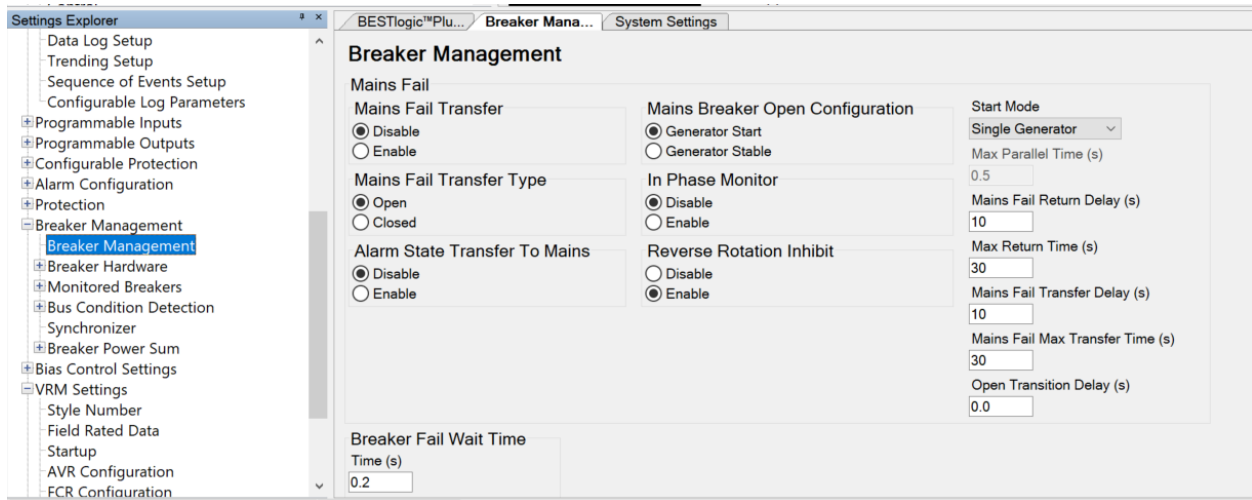 Settings Explorer
Data Log Setup
Trending Setup
Sequence of Events Setup
Configurable Log Parameters
Programmable Inputs
Programmable Outputs
Configurable Protection
Alarm Configuration
Protection
Breaker Management
Breaker Management
Breaker Hardware
Monitored Breakers
Bus Condition Detection
Synchronizer
Breaker Power Sum
Bias Control Settings
VRM Settings
Style Number
Field Rated Data
Startup
AVR Configuration
FCR Configuration
BESTlogic™Plu... Breaker Mana... System Settings
Breaker Management
Mains Fail
Mains Fail Transfer
Disable
Enable
Mains Fail Transfer Type
Open
Closed
Alarm State Transfer To Mains
Disable
Enable
Mains Breaker Open Configuration
Generator Start
Generator Stable
In Phase Monitor
Disable
Enable
Reverse Rotation Inhibit
Disable
Enable
Start Mode
Single Generator
Max Parallel Time (s)
0.5
Mains Fail Return Delay (s)
10
Max Return Time (s)
30
Mains Fail Transfer Delay (s)
10
Mains Fail Max Transfer Time (s)
30
Open Transition Delay (s)
0.0
Breaker Fail Wait Time
Time (s)
0.2